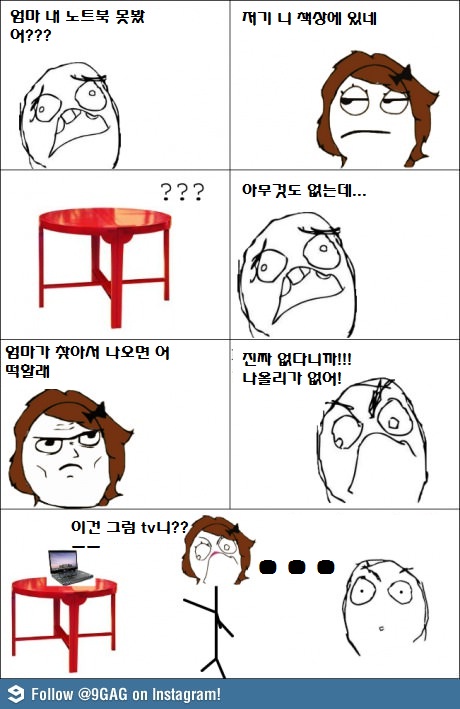 엄마 내 노트북 못봤
어???
저기 니 책상에 있네
???
아무것도 없는데...
엄마가 찾아서 나오면 어
떡할래
진짜 없다니까!!!
나올리가 없어!
이건 그럼 tv니??
ㅡㅡ
Follow @9GAG on Instagram!